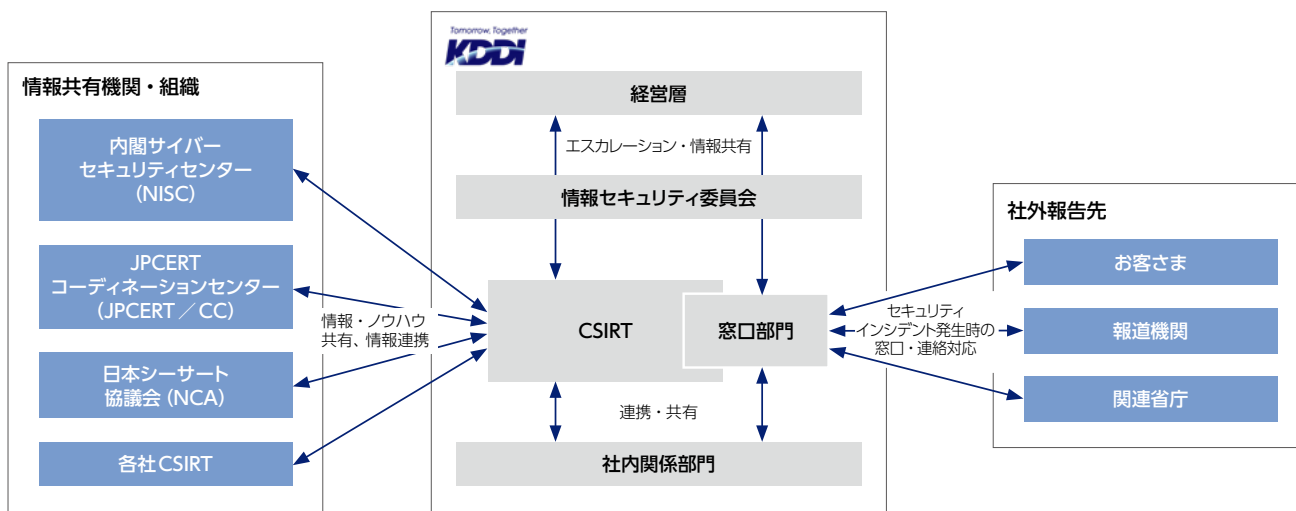 情報共有機関・組織
内閣サイバー
セキュリティセンター
(NISC)
JPCERT
コーディネーションセンター
(JPCERT／CC)
日本シーサート
協議会(NCA)
各社CSIRT
情報・ノウハウ
共有、情報連携
Tomorrow, Together
KDDI
経営層
エスカレーション・情報共有
情報セキュリティ委員会
CSIRT
窓口部門
連携・共有
社内関係部門
セキュリティ
インシデント発生時の
窓口・連絡対応
社外報告先
お客さま
報道機関
関連省庁